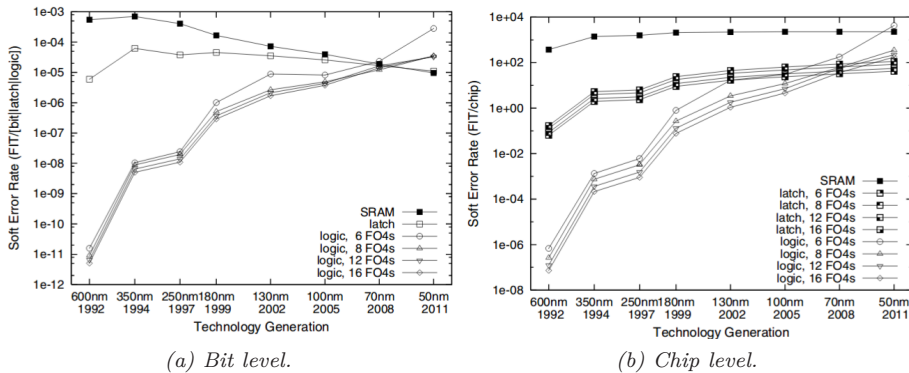 Soft Error Rate (FIT/[bit|latch|logic])
1e-03
1e-04
1e-05
1e-06
1e-07
1e-08
1e-09
1e-10
1e-11
1e-12
SRAM
latch
logic, 6 FO4s
logic, 8 FO4s
logic, 12 FO4s
logic, 16 FO4s
600nm 350nm 250nm 180nm 130nm 100nm 70nm 50nm
1992 1994 1997 1999 2002 2005 2008 2011
Technology Generation
(a) Bit level.
Soft Error Rate (FIT/chip)
1e+04
1e+02
1e+00
1e-02
1e-04
1e-06
1e-08
SRAM
latch, 6 FO4s
latch, 8 FO4s
latch, 12 FO4s
latch, 16 FO4s
logic, 6 FO4s
logic, 8 FO4s
logic, 12 FO4s
logic, 16 FO4s
600nm 350nm 250nm 180nm 130nm 100nm 70nm 50nm
1992 1994 1997 1999 2002 2005 2008 2011
Technology Generation
(b) Chip level.